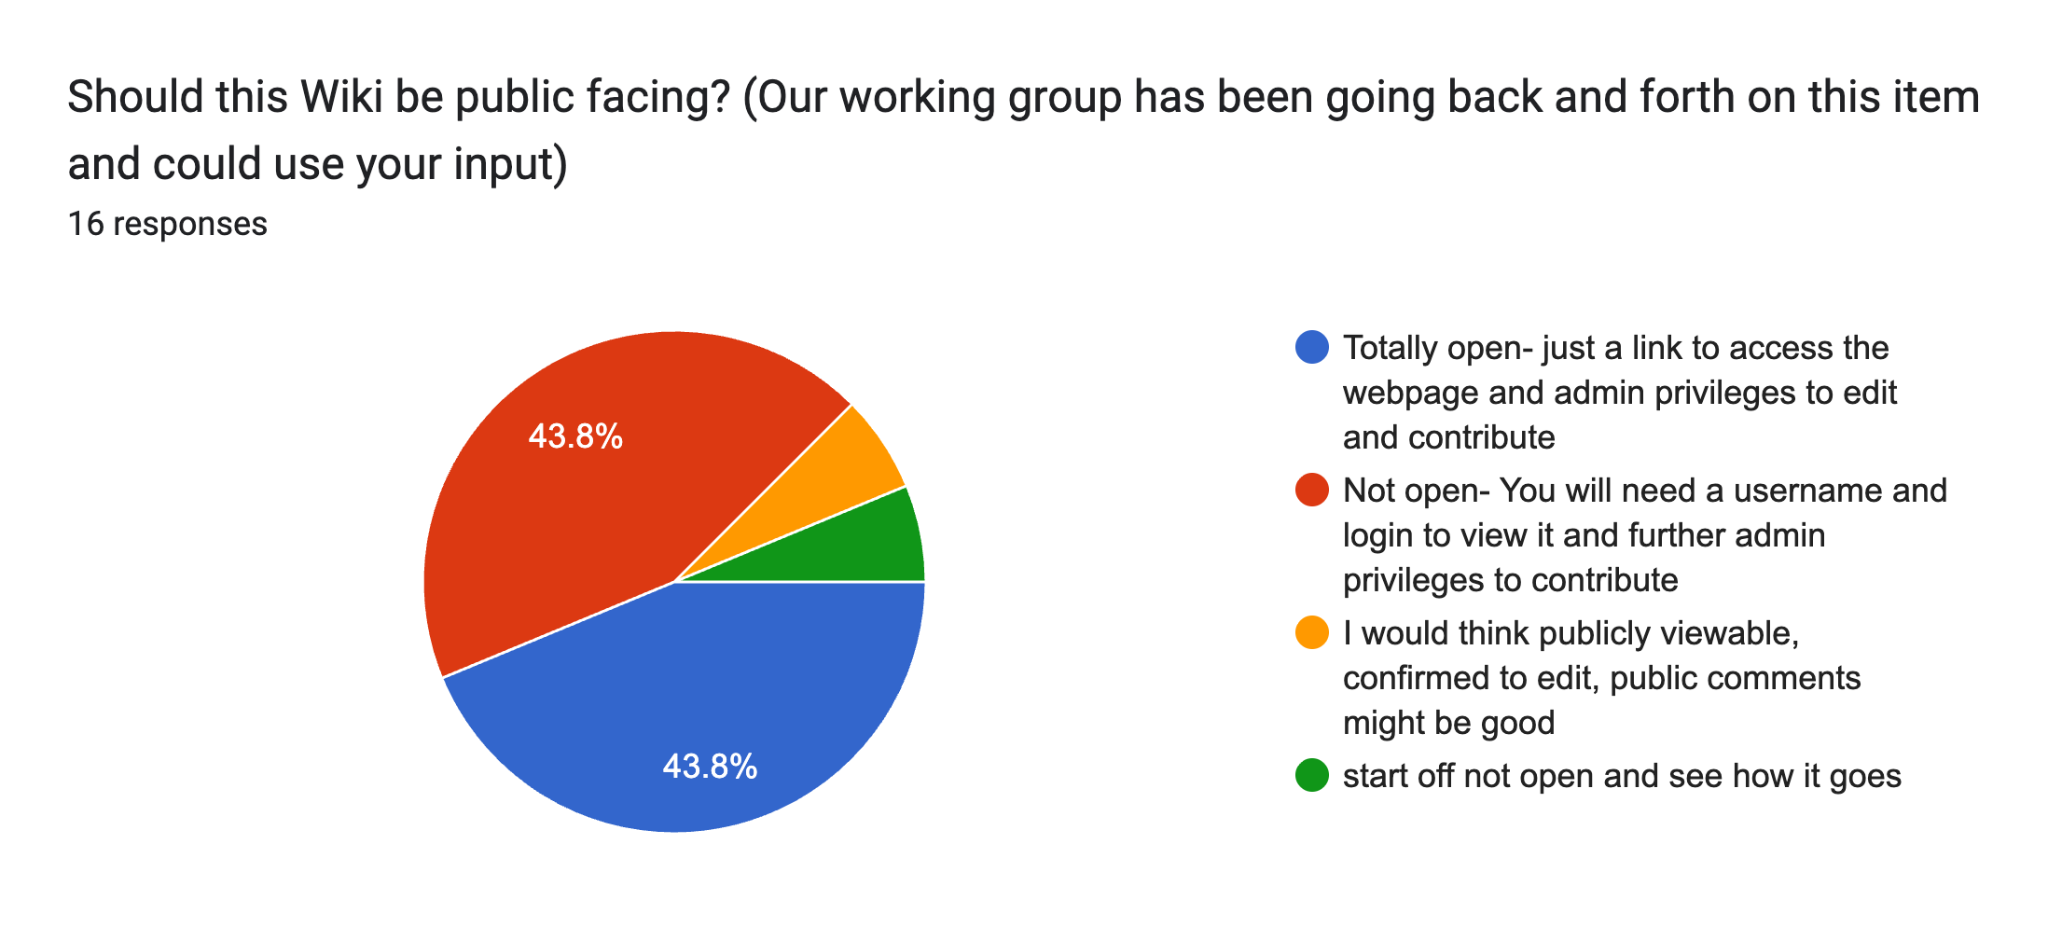 Should this Wiki be public facing? (Our working group has been going back and forth on this item
and could use your input)
16 responses
43.8%
43.8%
Totally open- just a link to access the
webpage and admin privileges to edit
and contribute
Not open- You will need a username and
login to view it and further admin
privileges to contribute
I would think publicly viewable,
confirmed to edit, public comments
might be good
start off not open and see how it goes